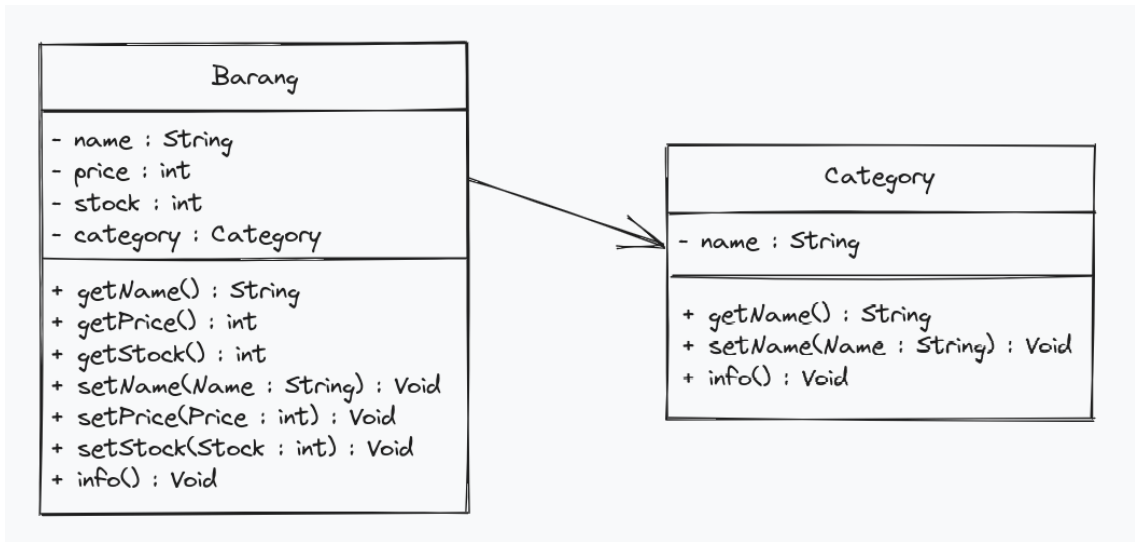 Barang
- name : String
- price : int
- stock : int
- category : Category
+ getName() : String
+ getPrice() : int
+ getStock() : int
+ setName(Name : String) : Void
+ setPrice(Price : int) : Void
+ setStock(Stock : int) : Void
+ info() : Void
Category
- name : String
+ getName() : String
+ setName(Name : String) : Void
+ info() : Void